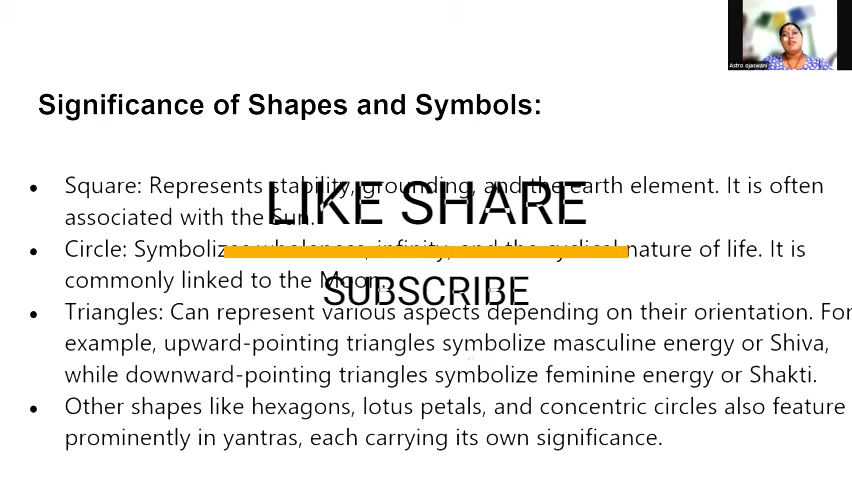 Astro ojaswani
Significance of Shapes and Symbols:
• Square: Represents stability, grounding, and the earth element. It is often
associated with the Sun.
LIKE SHARE
• Circle: Symbolizes wholeness, infinity, and the cyclical nature of life. It is
commonly linked to the Moon.
SUBSCRIBE
• Triangles: Can represent various aspects depending on their orientation. For
example, upward-pointing triangles symbolize masculine energy or Shiva,
while downward-pointing triangles symbolize feminine energy or Shakti.
• Other shapes like hexagons, lotus petals, and concentric circles also feature
prominently in yantras, each carrying its own significance.